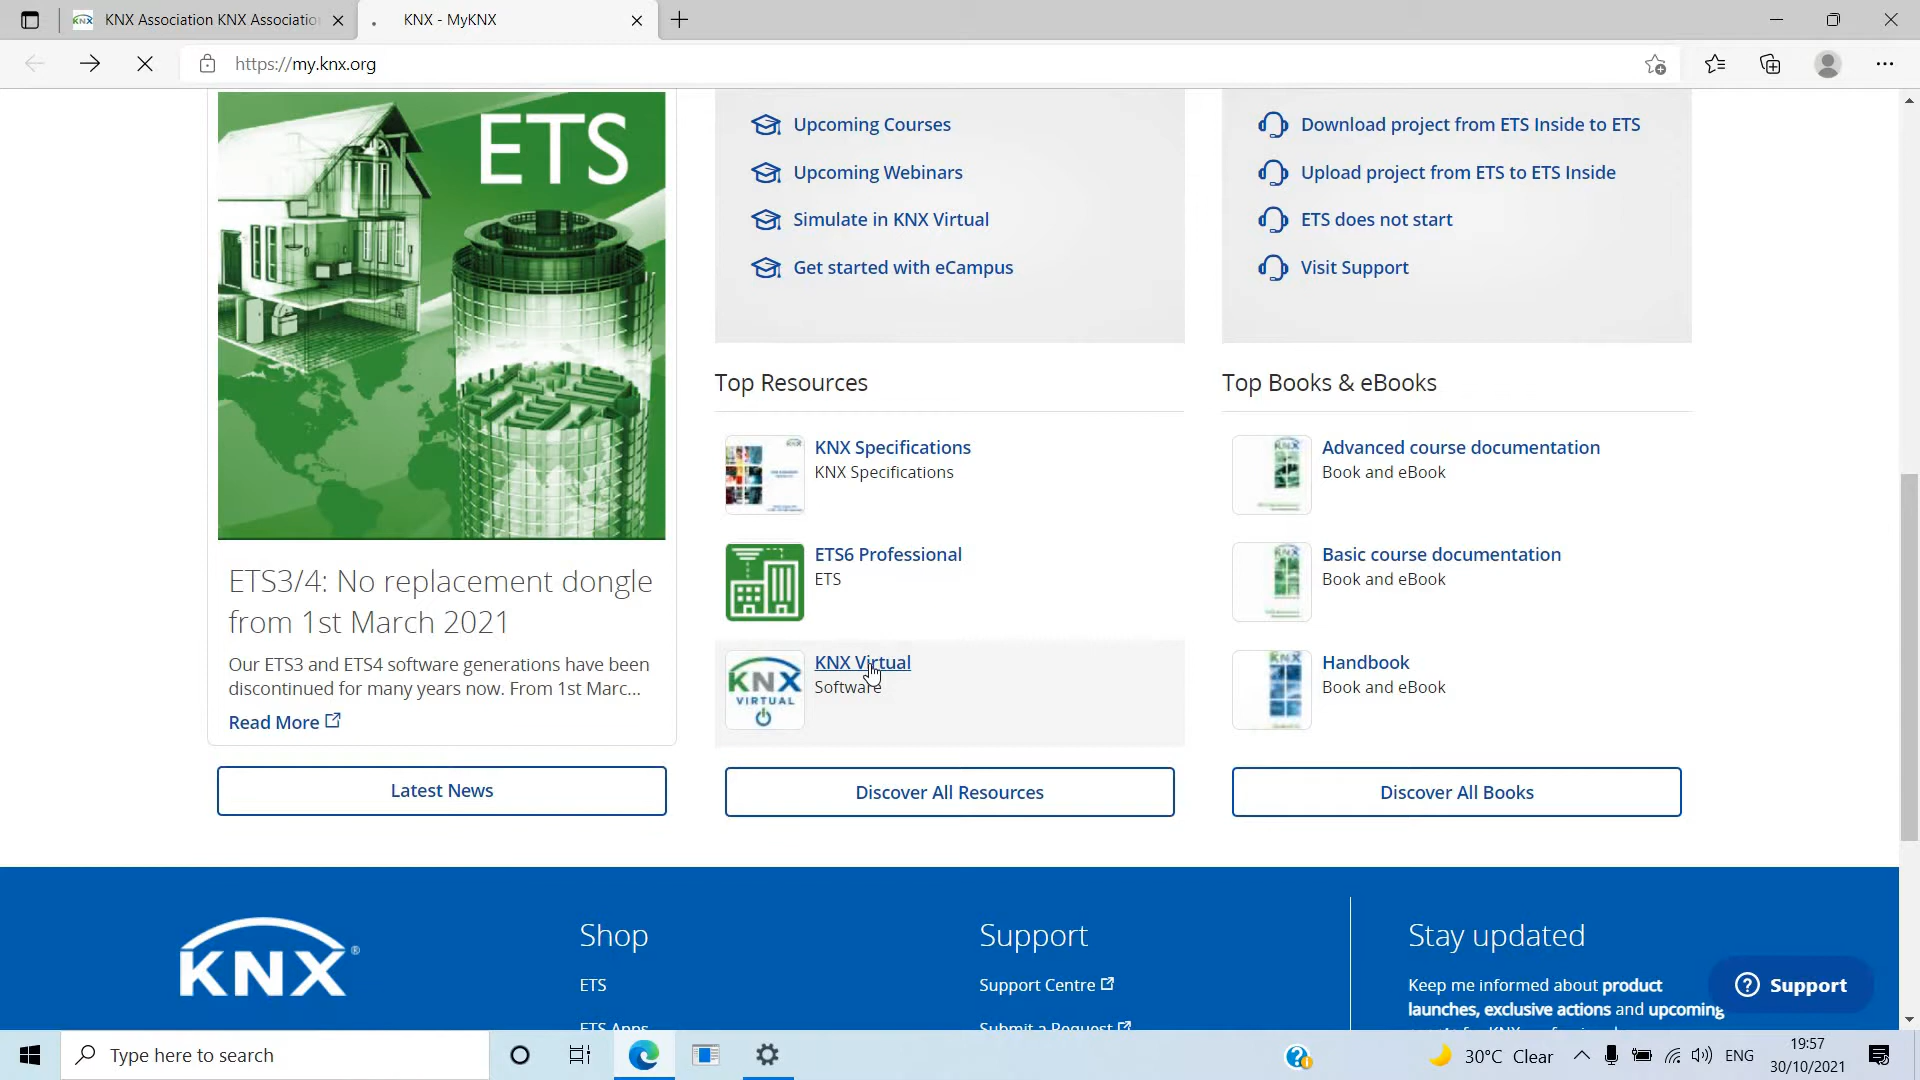 KNX Association KNX Associatio
KNX - MyKNX
https://my.knx.org
ETS
ETS3/4: No replacement dongle
from 1st March 2021
Our ETS3 and ETS4 software generations have been
discontinued for many years now. From 1st Marc...
Read More
Latest News
Upcoming Courses
Upcoming Webinars
Simulate in KNX Virtual
Get started with eCampus
Download project from ETS Inside to ETS
Upload project from ETS to ETS Inside
ETS does not start
Visit Support
Top Resources
KNX Specifications
KNX Specifications
ETS6 Professional
ETS
KNX
VIRTUAL
KNX Virtual
Software
Discover All Resources
Top Books & eBooks
Advanced course documentation
Book and eBook
Basic course documentation
Book and eBook
Handbook
Book and eBook
Discover All Books
KNX®
Shop
ETS
ETS Apps
Support
Support Centre
Submit a Request
Stay updated
Keep me informed about product
launches, exclusive actions and upcoming
Support
Type here to search
30°C Clear
ENG
19:57
30/10/2021